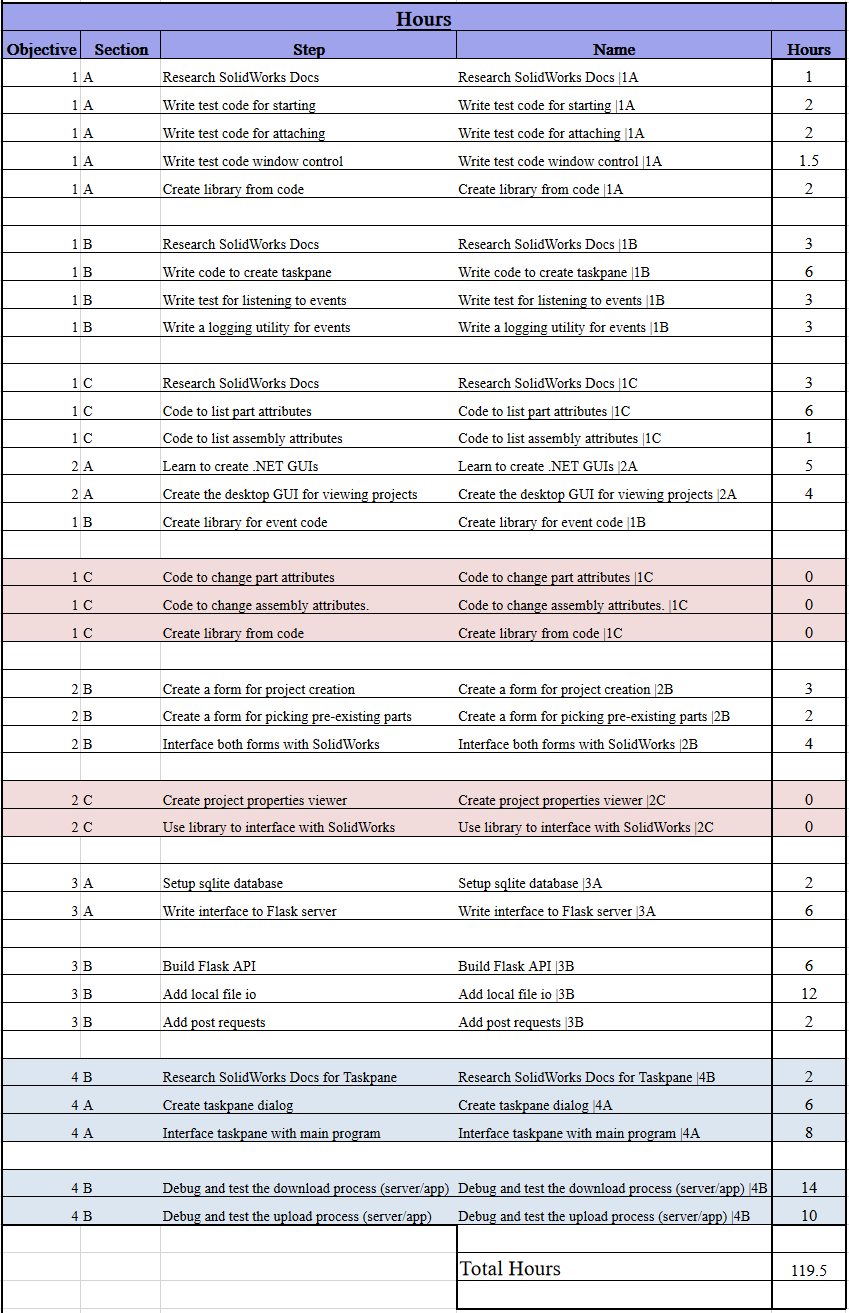 Hours
Objective Section Step Name Hours
1 A Research SolidWorks Docs Research SolidWorks Docs |1A 1
1 A Write test code for starting Write test code for starting |1A 2
1 A Write test code for attaching Write test code for attaching |1A 2
1 A Write test code window control Write test code window control |1A 1.5
1 A Create library from code Create library from code |1A 2
1 B Research SolidWorks Docs Research SolidWorks Docs |1B 3
1 B Write code to create taskpane Write code to create taskpane |1B 6
1 B Write test for listening to events Write test for listening to events |1B 3
1 B Write a logging utility for events Write a logging utility for events |1B 3
1 C Research SolidWorks Docs Research SolidWorks Docs |1C 3
1 C Code to list part attributes Code to list part attributes |1C 6
1 C Code to list assembly attributes Code to list assembly attributes |1C 1
2 A Learn to create .NET GUIs Learn to create .NET GUIs |2A 5
2 A Create the desktop GUI for viewing projects Create the desktop GUI for viewing projects |2A 4
1 B Create library for event code Create library for event code |1B
1 C Code to change part attributes Code to change part attributes |1C 0
1 C Code to change assembly attributes. Code to change assembly attributes. |1C 0
1 C Create library from code Create library from code |1C 0
2 B Create a form for project creation Create a form for project creation |2B 3
2 B Create a form for picking pre-existing parts Create a form for picking pre-existing parts |2B 2
2 B Interface both forms with SolidWorks Interface both forms with SolidWorks |2B 4
2 C Create project properties viewer Create project properties viewer |2C 0
2 C Use library to interface with SolidWorks Use library to interface with SolidWorks |2C 0
3 A Setup sqlite database Setup sqlite database |3A 2
3 A Write interface to Flask server Write interface to Flask server |3A 6
3 B Build Flask API Build Flask API |3B 6
3 B Add local file io Add local file io |3B 12
3 B Add post requests Add post requests |3B 2
4 B Research SolidWorks Docs for Taskpane Research SolidWorks Docs for Taskpane |4B 2
4 A Create taskpane dialog Create taskpane dialog |4A 6
4 A Interface taskpane with main program Interface taskpane with main program |4A 8
4 B Debug and test the download process (server/app) Debug and test the download process (server/app) |4B 14
4 B Debug and test the upload process (server/app) Debug and test the upload process (server/app) |4B 10
Total Hours 119.5